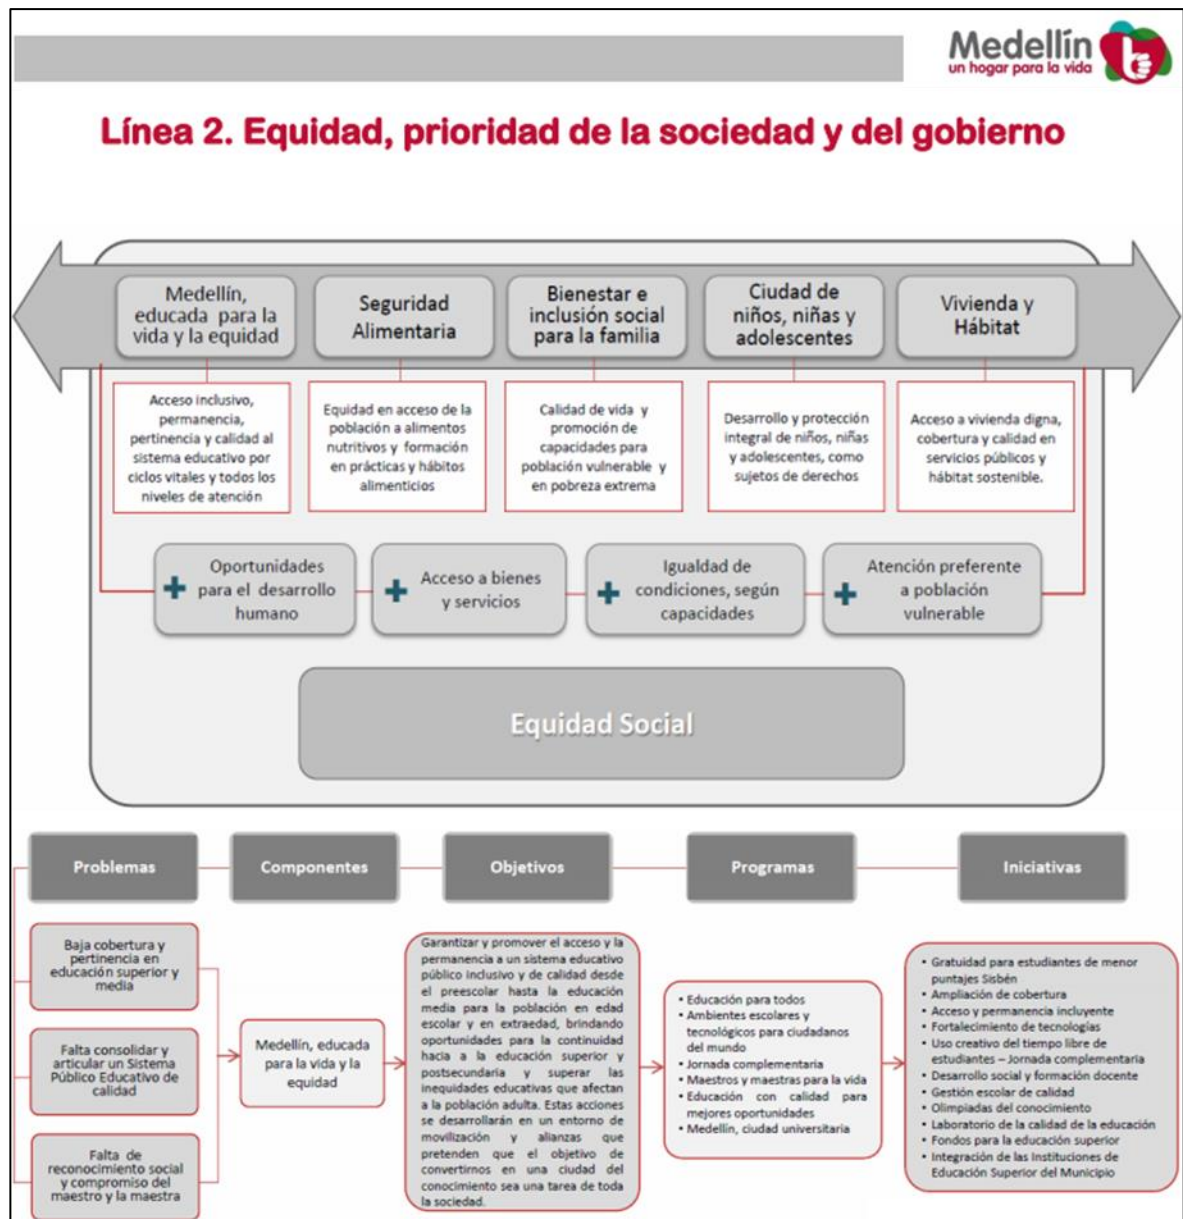 Medellín
un hogar para la vida
Línea 2. Equidad, prioridad de la sociedad y del gobierno
Medellín,
educada para la
vida y la equidad
Seguridad
Alimentaria
Bienestar e
inclusión social
para la familia
Ciudad de
niños, niñas y
adolescentes
Vivienda y
Hábitat
Acceso inclusivo,
permanencia,
pertinencia y calidad al
sistema educativo por
ciclos vitales y todos los
niveles de atención
Equidad en acceso de la
población a alimentos
nutritivos y formación
en prácticas y hábitos
alimenticios
Calidad de vida y
promoción de
capacidades para
población vulnerable y
en pobreza extrema
Desarrollo y protección
integral de niños, niñas
y adolescentes, como
sujetos de derechos
Acceso a vivienda digna,
cobertura y calidad en
servicios públicos y
hábitat sostenible.
Oportunidades
para el desarrollo
humano
Acceso a bienes
y servicios
Igualdad de
condiciones, según
capacidades
Atención preferente
a población
vulnerable
Equidad Social
Problemas
Componentes
Objetivos
Programas
Iniciativas
Baja cobertura y
pertinencia en
educación superior y
media
Falta consolidar y
articular un Sistema
Público Educativo de
calidad
Falta de
reconocimiento social
y compromiso del
maestro y la maestra
Medellín, educada
para la vida y la
equidad
Garantizar y promover el acceso y la
permanencia a un sistema educativo
público inclusivo y de calidad desde
el preescolar hasta la educación
media para la población en edad
escolar y en extraedad, brindando
oportunidades para la continuidad
hacia a la educación superior y
postsecundaria y superar las
inequidades educativas que afectan
a la población adulta. Estas acciones
se desarrollarán en un entorno de
movilización y alianzas que
pretenden que el objetivo de
convertirnos en una ciudad del
conocimiento sea una tarea de toda
la sociedad.
• Educación para todos
• Ambientes escolares y
tecnológicos para ciudadanos
del mundo
• Jornada complementaria
• Maestros y maestras para la vida
• Educación con calidad para
mejores oportunidades
• Medellín, ciudad universitaria
• Gratuidad para estudiantes de menor
puntajes Sisbén
• Ampliación de cobertura
• Acceso y permanencia incluyente
• Fortalecimiento de tecnologías
• Uso creativo del tiempo libre de
estudiantes – Jornada complementaria
• Desarrollo social y formación docente
• Gestión escolar de calidad
• Olimpiadas del conocimiento
• Laboratorio de la calidad de la educación
• Fondos para la educación superior
• Integración de las Instituciones de
Educación Superior del Municipio